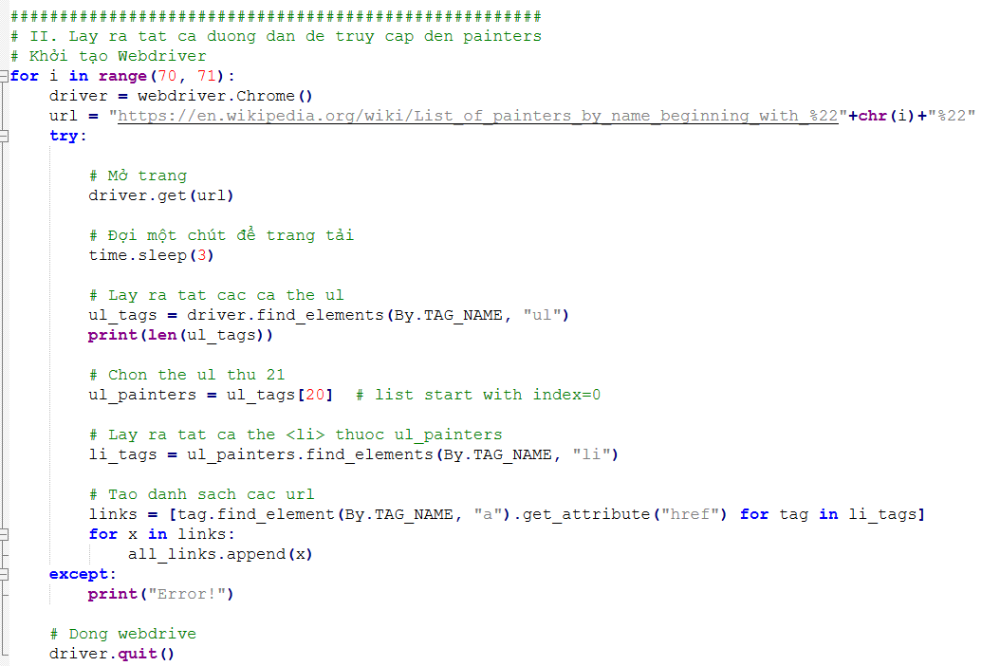 ######################################################
# II. Lay ra tat ca duong dan de truy cap den painters
# Khởi tạo Webdriver
for i in range(70, 71):
    driver = webdriver.Chrome()
    url = "https://en.wikipedia.org/wiki/List_of_painters_by_name_beginning_with_%22"+chr(i)+"%22"
    try:

        # Mở trang
        driver.get(url)

        # Đợi một chút để trang tải
        time.sleep(3)

        # Lay ra tat cac ca the ul
        ul_tags = driver.find_elements(By.TAG_NAME, "ul")
        print(len(ul_tags))

        # Chon the ul thu 21
        ul_painters = ul_tags[20]  # list start with index=0

        # Lay ra tat ca the <li> thuoc ul_painters
        li_tags = ul_painters.find_elements(By.TAG_NAME, "li")

        # Tao danh sach cac url
        links = [tag.find_element(By.TAG_NAME, "a").get_attribute("href") for tag in li_tags]
        for x in links:
            all_links.append(x)
    except:
        print("Error!")

    # Dong webdrive
    driver.quit()